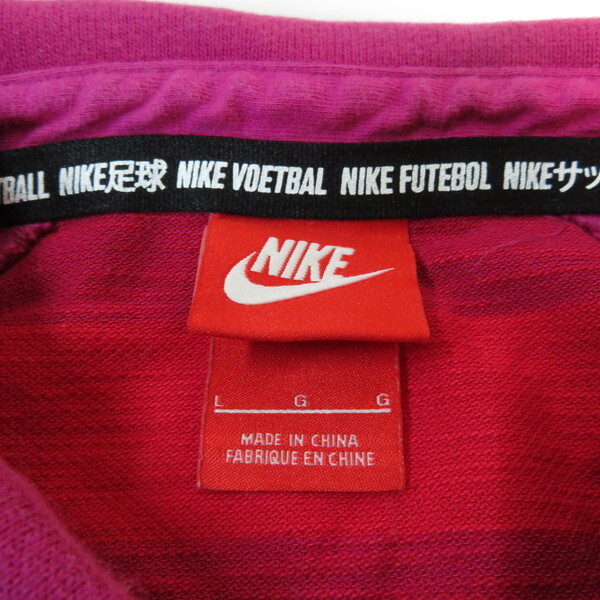 TBALL NIKE足球 NIKE VOETBAL NIKE FUTEBOL NIKEサッ
NIKE
L G G
MADE IN CHINA
FABRIQUE EN CHINE